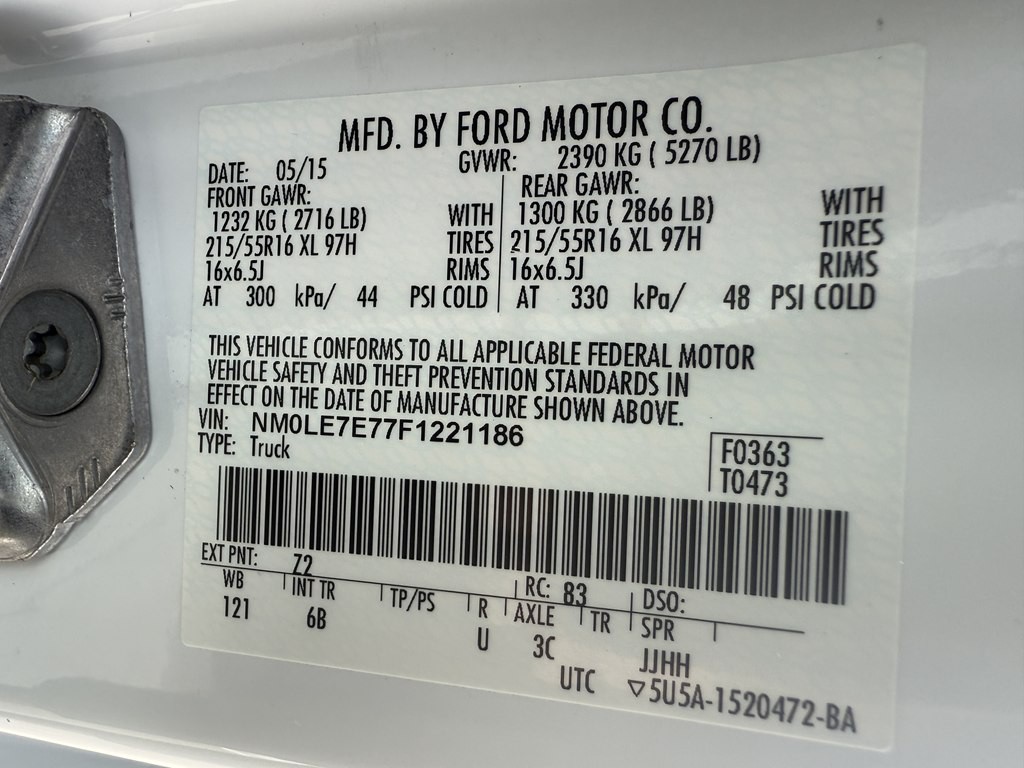 MFD. BY FORD MOTOR CO.
DATE: 05/15 GVWR: 2390 KG ( 5270 LB)
FRONT GAWR: REAR GAWR:
1232 KG ( 2716 LB) WITH 1300 KG ( 2866 LB) WITH
215/55R16 XL 97H TIRES 215/55R16 XL 97H TIRES
16x6.5J RIMS 16x6.5J RIMS
AT 300 kPa/ 44 PSI COLD AT 330 kPa/ 48 PSI COLD
THIS VEHICLE CONFORMS TO ALL APPLICABLE FEDERAL MOTOR
VEHICLE SAFETY AND THEFT PREVENTION STANDARDS IN
EFFECT ON THE DATE OF MANUFACTURE SHOWN ABOVE.
VIN: NM0LE7E77F1221186
TYPE: Truck
F0363
T0473
EXT PNT: Z2 RC: 83 DSO:
WB INT TR TP/PS R AXLE TR SPR
121 6B U 3C JJHH
UTC ▽5U5A-1520472-BA